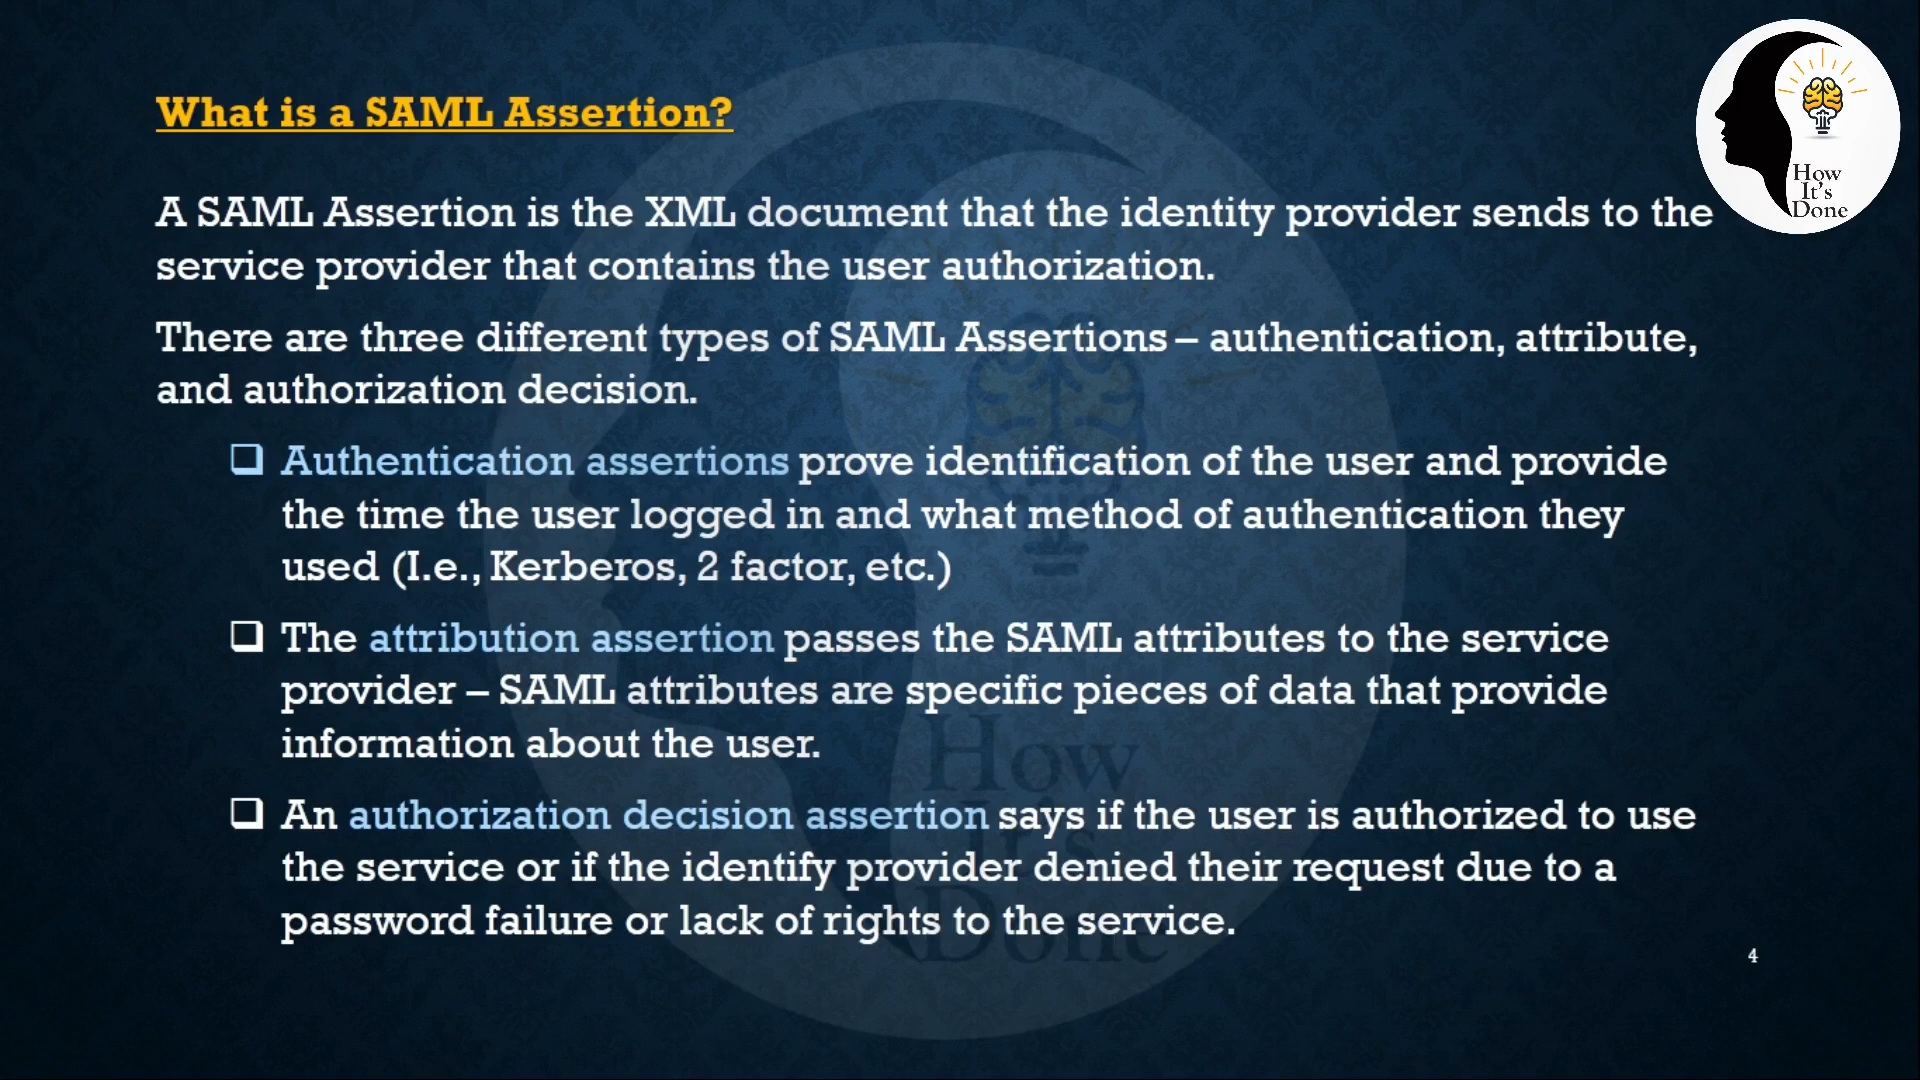 What is a SAML Assertion?
How
It's
Done
A SAML Assertion is the XML document that the identity provider sends to the
service provider that contains the user authorization.
There are three different types of SAML Assertions – authentication, attribute,
and authorization decision.
❑ Authentication assertions prove identification of the user and provide
the time the user logged in and what method of authentication they
used (I.e., Kerberos, 2 factor, etc.)
❑ The attribution assertion passes the SAML attributes to the service
provider – SAML attributes are specific pieces of data that provide
information about the user.
❑ An authorization decision assertion says if the user is authorized to use
the service or if the identify provider denied their request due to a
password failure or lack of rights to the service.
How
It's
Done
4